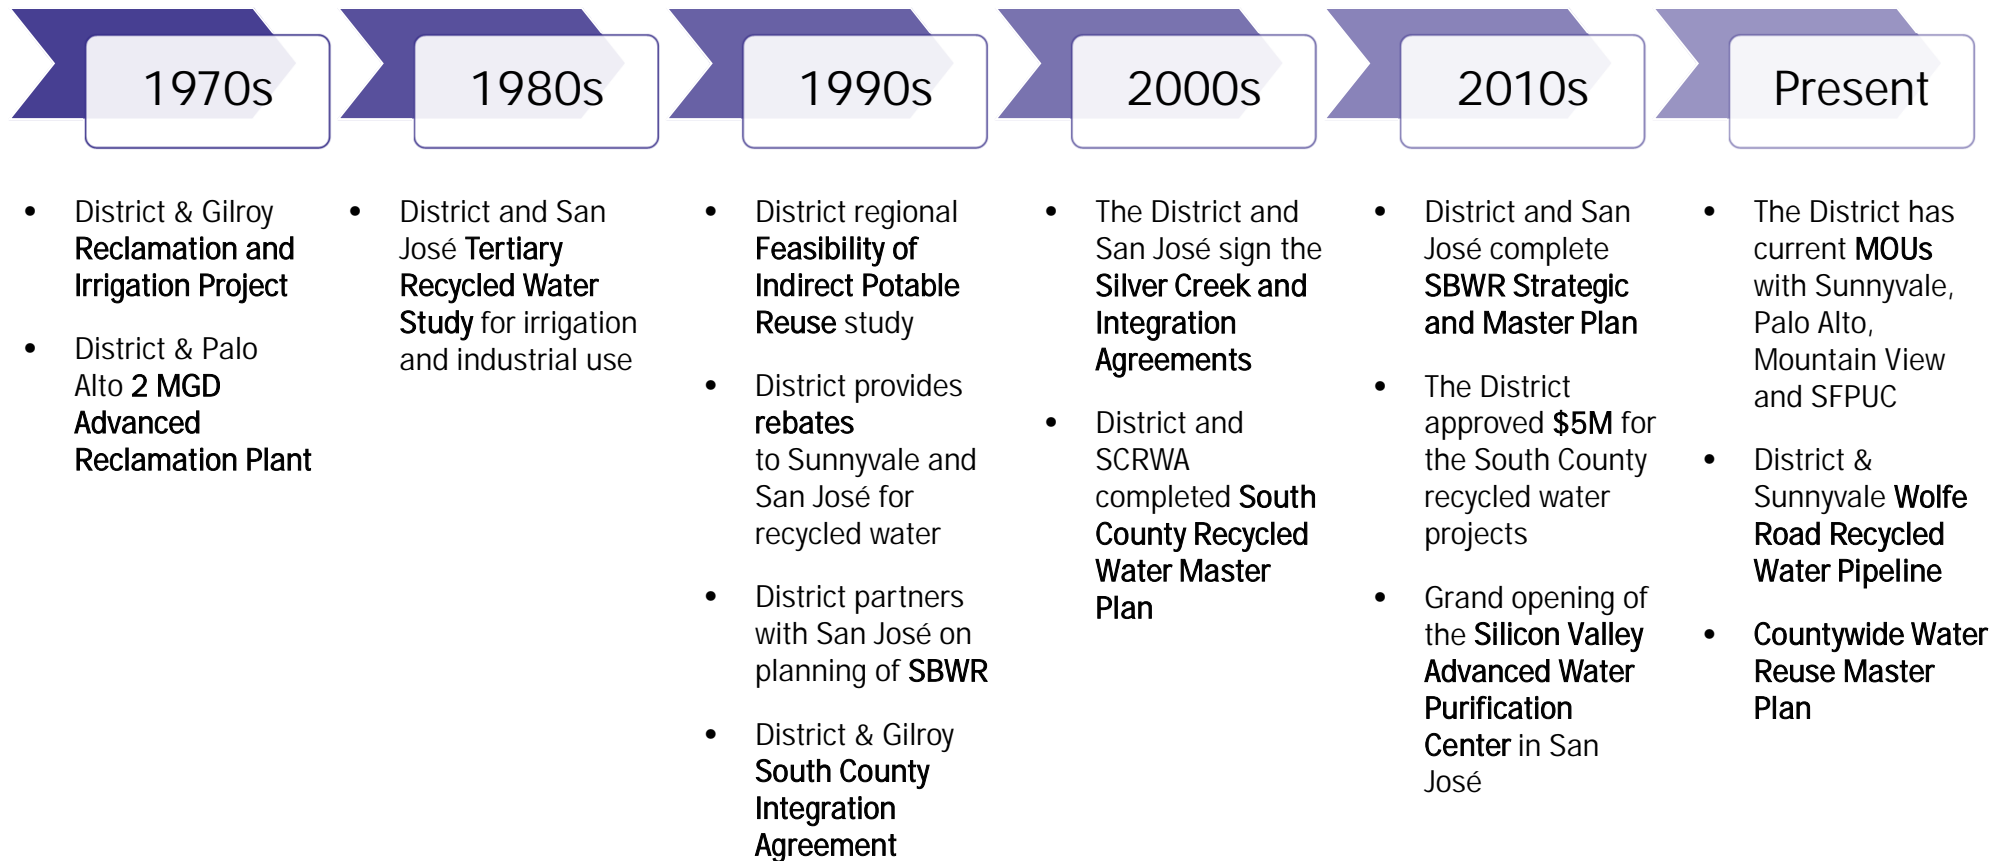 1970s
1980s
1990s
2000s
2010s
Present
• District & Gilroy
Reclamation and
Irrigation Project
• District & Palo
Alto 2 MGD
Advanced
Reclamation Plant
• District and San
José Tertiary
Recycled Water
Study for irrigation
and industrial use
• District regional
Feasibility of
Indirect Potable
Reuse study
• District provides
rebates
to Sunnyvale and
San José for
recycled water
• District partners
with San José on
planning of SBWR
• District & Gilroy
South County
Integration
Agreement
• The District and
San José sign the
Silver Creek and
Integration
Agreements
• District and
SCRWA
completed South
County Recycled
Water Master
Plan
• District and San
José complete
SBWR Strategic
and Master Plan
• The District
approved $5M for
the South County
recycled water
projects
• Grand opening of
the Silicon Valley
Advanced Water
Purification
Center in San
José
• The District has
current MOUs
with Sunnyvale,
Palo Alto,
Mountain View
and SFPUC
• District &
Sunnyvale Wolfe
Road Recycled
Water Pipeline
• Countywide Water
Reuse Master
Plan